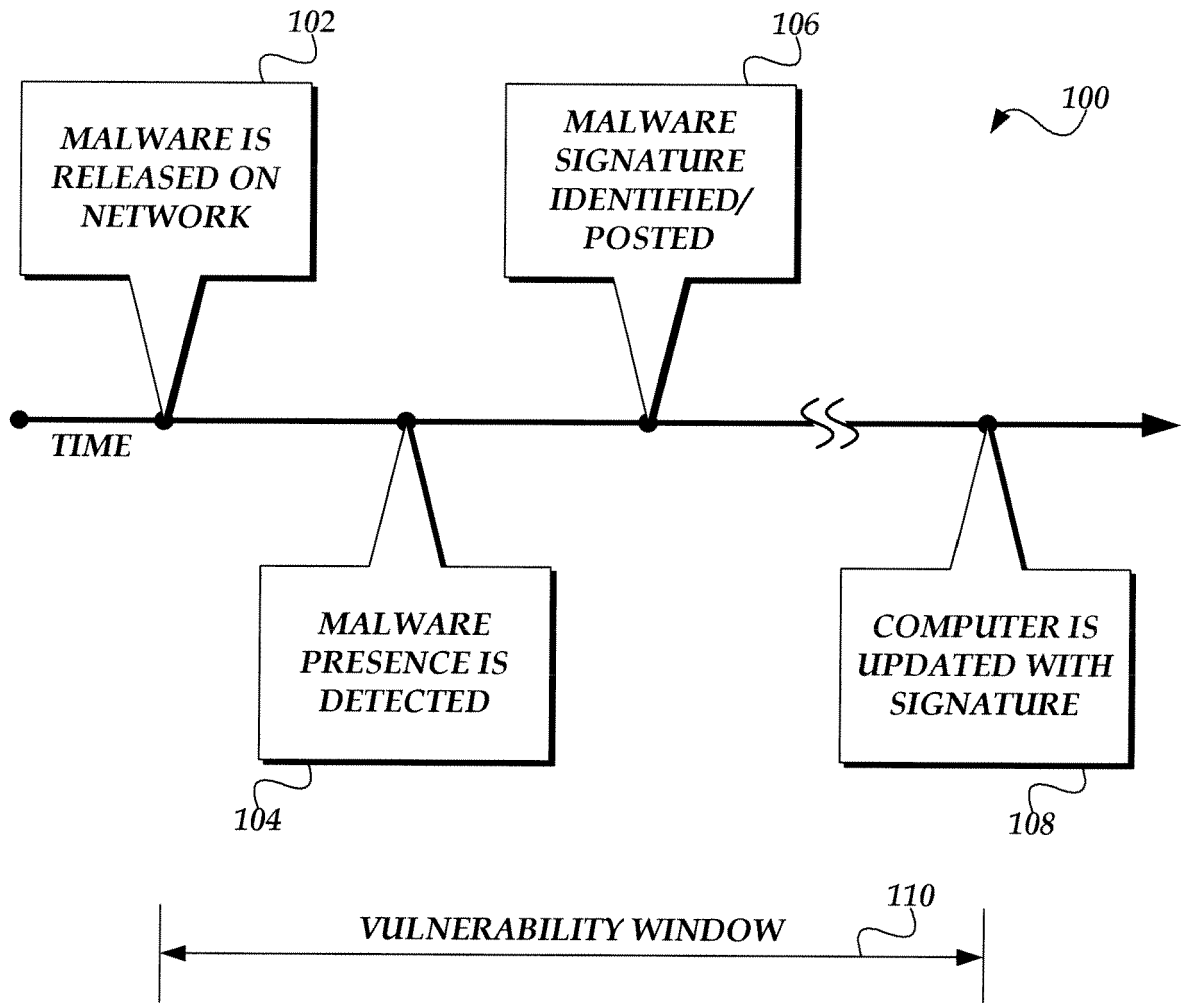 102
106
100
MALWARE IS
RELEASED ON
NETWORK
MALWARE
SIGNATURE
IDENTIFIED/
POSTED
TIME
MALWARE
PRESENCE IS
DETECTED
COMPUTER IS
UPDATED WITH
SIGNATURE
104
108
110
VULNERABILITY WINDOW